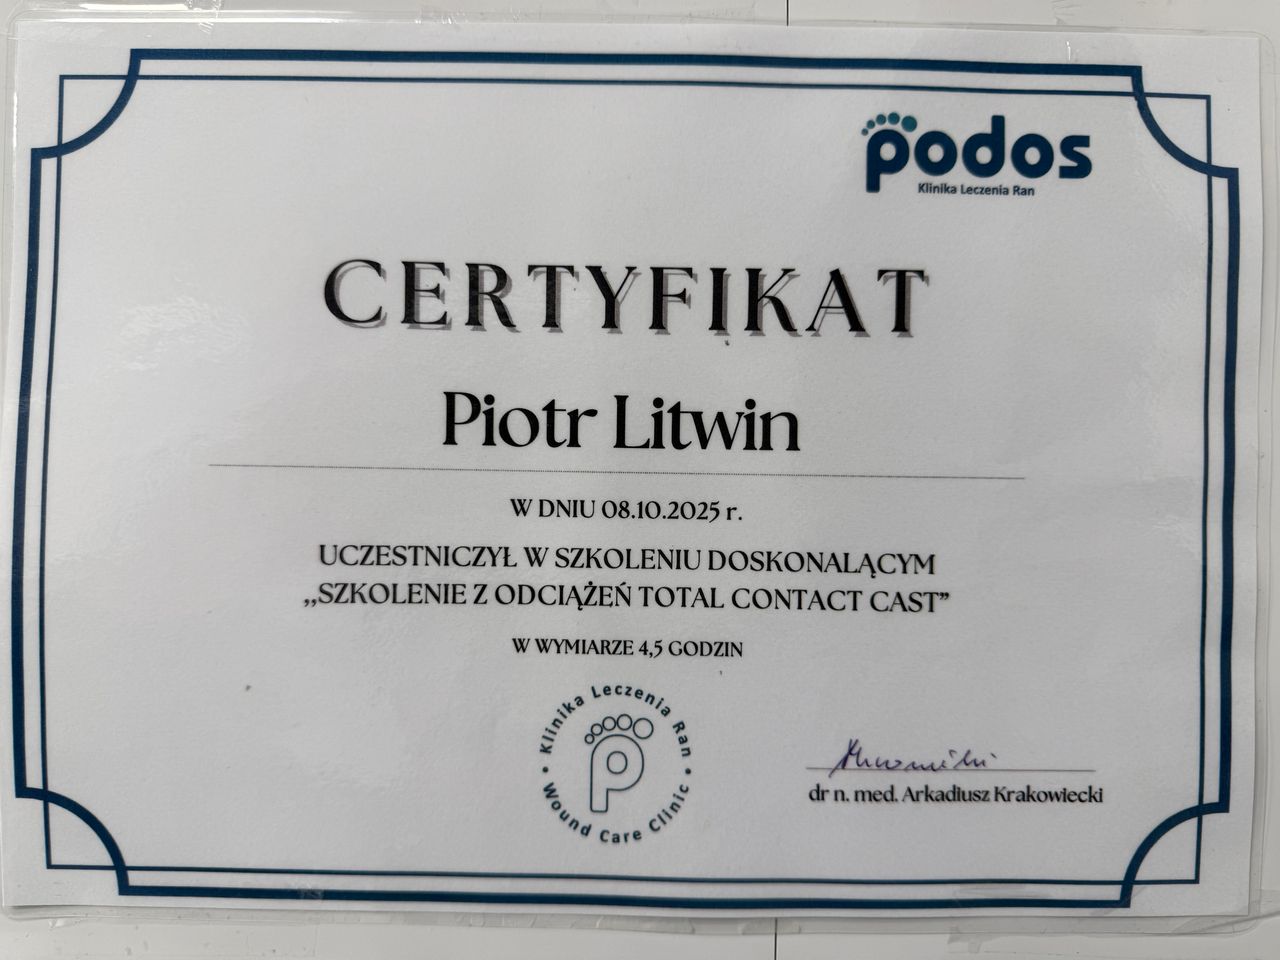 podos
Klinika Leczenia Ran
CERTYFIKAT
Piotr Litwin
W DNIU 08.10.2025 r.
UCZESTNICZYŁ W SZKOLENIU DOSKONALĄCYM
,,SZKOLENIE Z ODCIĄŻEŃ TOTAL CONTACT CAST”
W WYMIARZE 4,5 GODZIN
Klinika Leczenia Ran
P
• Wound Care Clinic •
dr n. med. Arkadiusz Krakowiecki